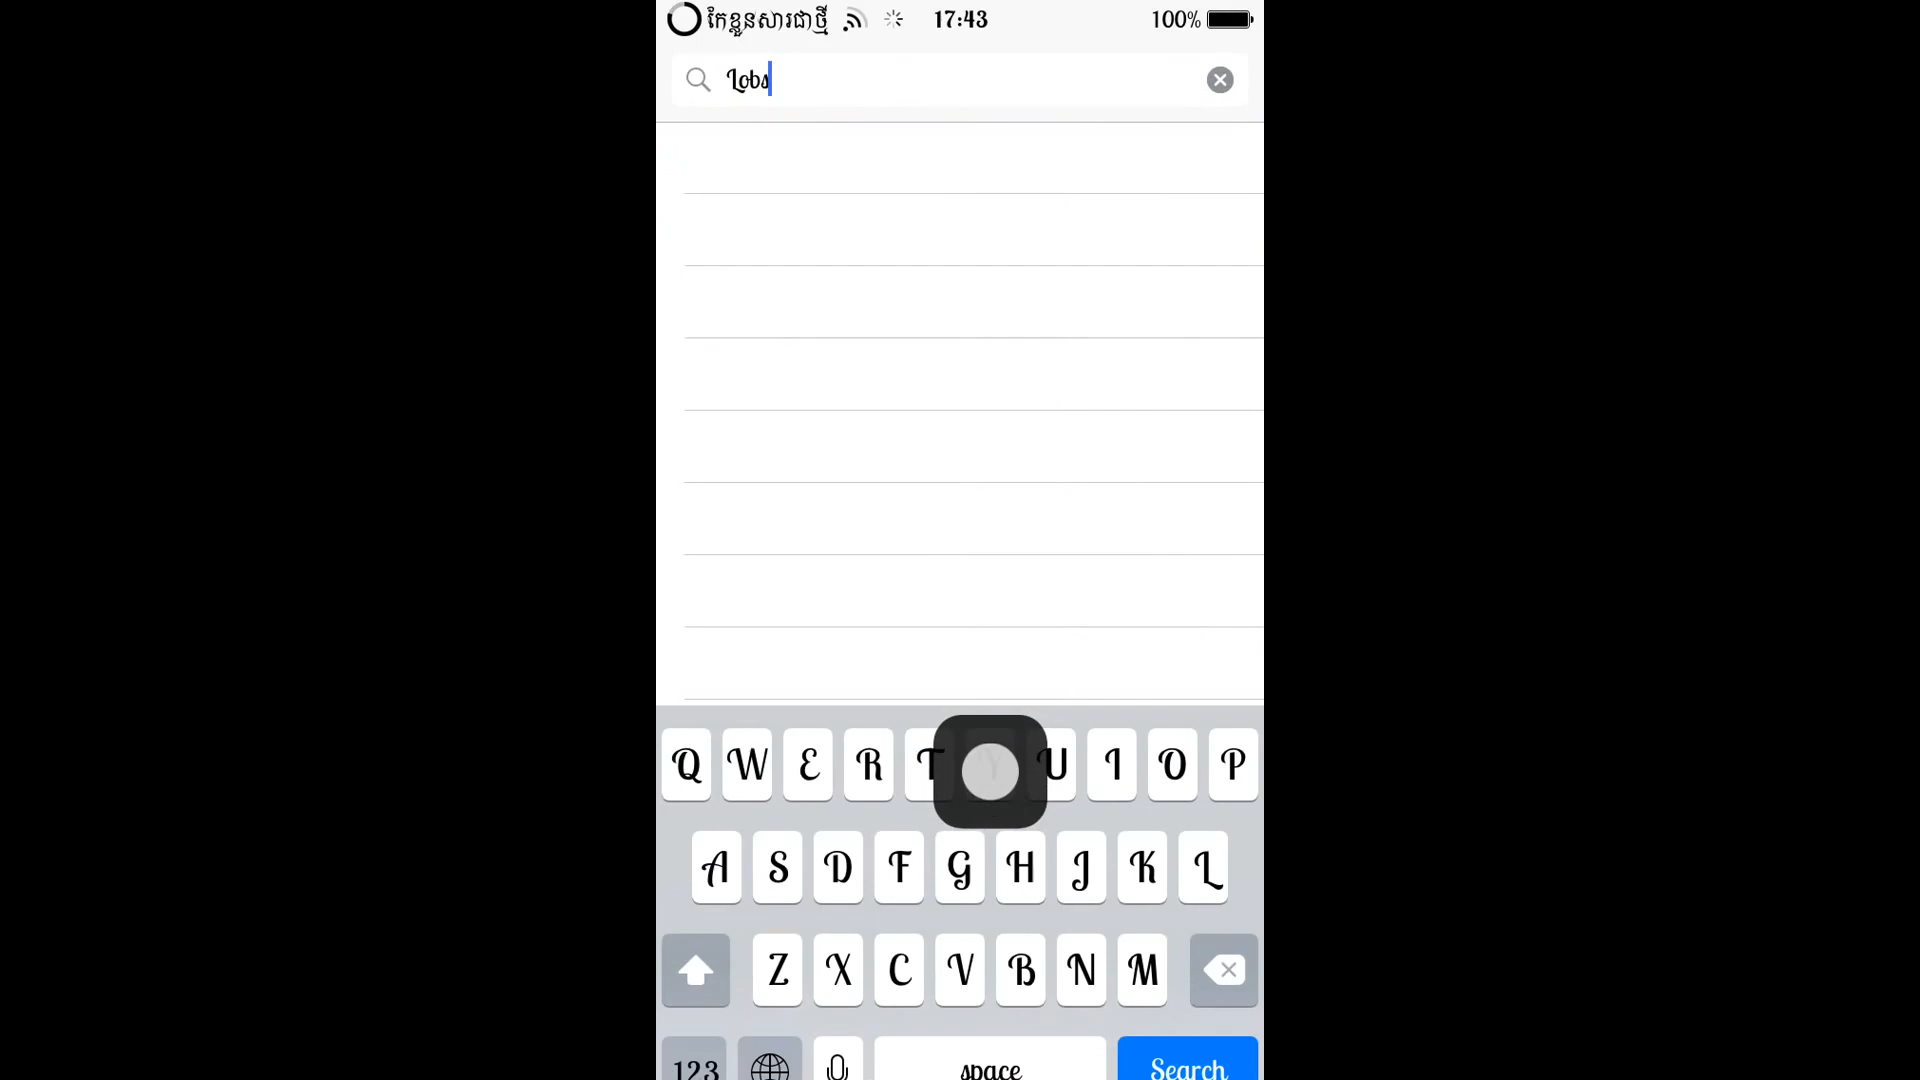 កែខ្លួនសារជាថ្មី 17:43 100%
Lobs
Q W E R T Y U I O P
A S D F G H J K L
Z X C V B N M
123 space Search